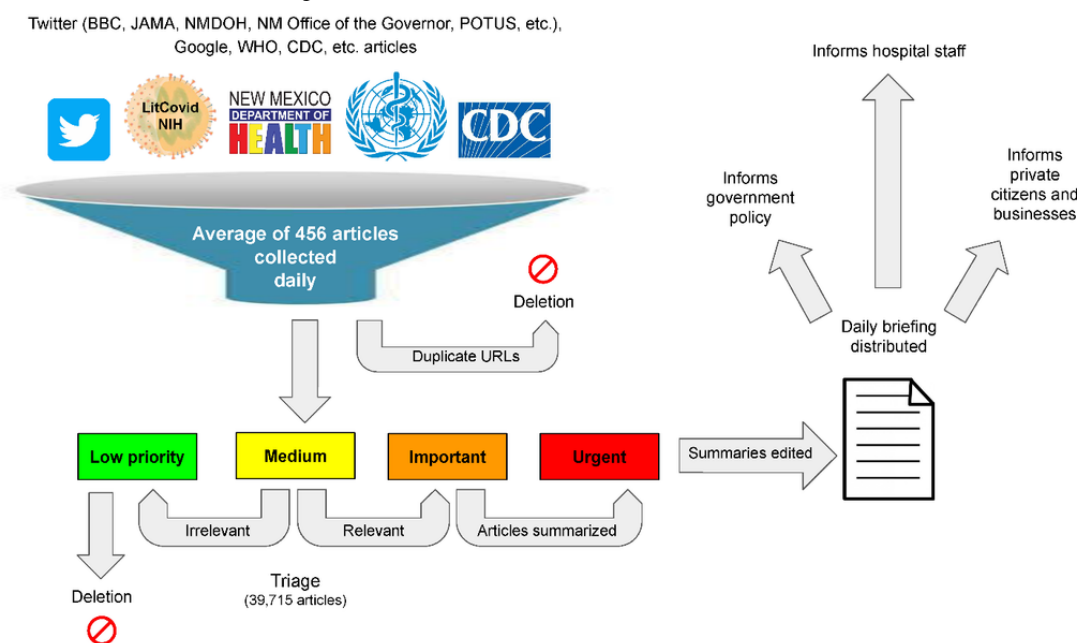 Twitter (BBC, JAMA, NMDOH, NM Office of the Governor, POTUS, etc.),
Google, WHO, CDC, etc. articles
LitCovid
NIH
NEW MEXICO
DEPARTMENT OF
HEALTH
CDC
Average of 456 articles
collected
daily
Deletion
Duplicate URLs
Low priority
Medium
Important
Urgent
Irrelevant
Relevant
Articles summarized
Summaries edited
Deletion
Triage
(39,715 articles)
Informs hospital staff
Informs
government
policy
Informs
private
citizens and
businesses
Daily briefing
distributed